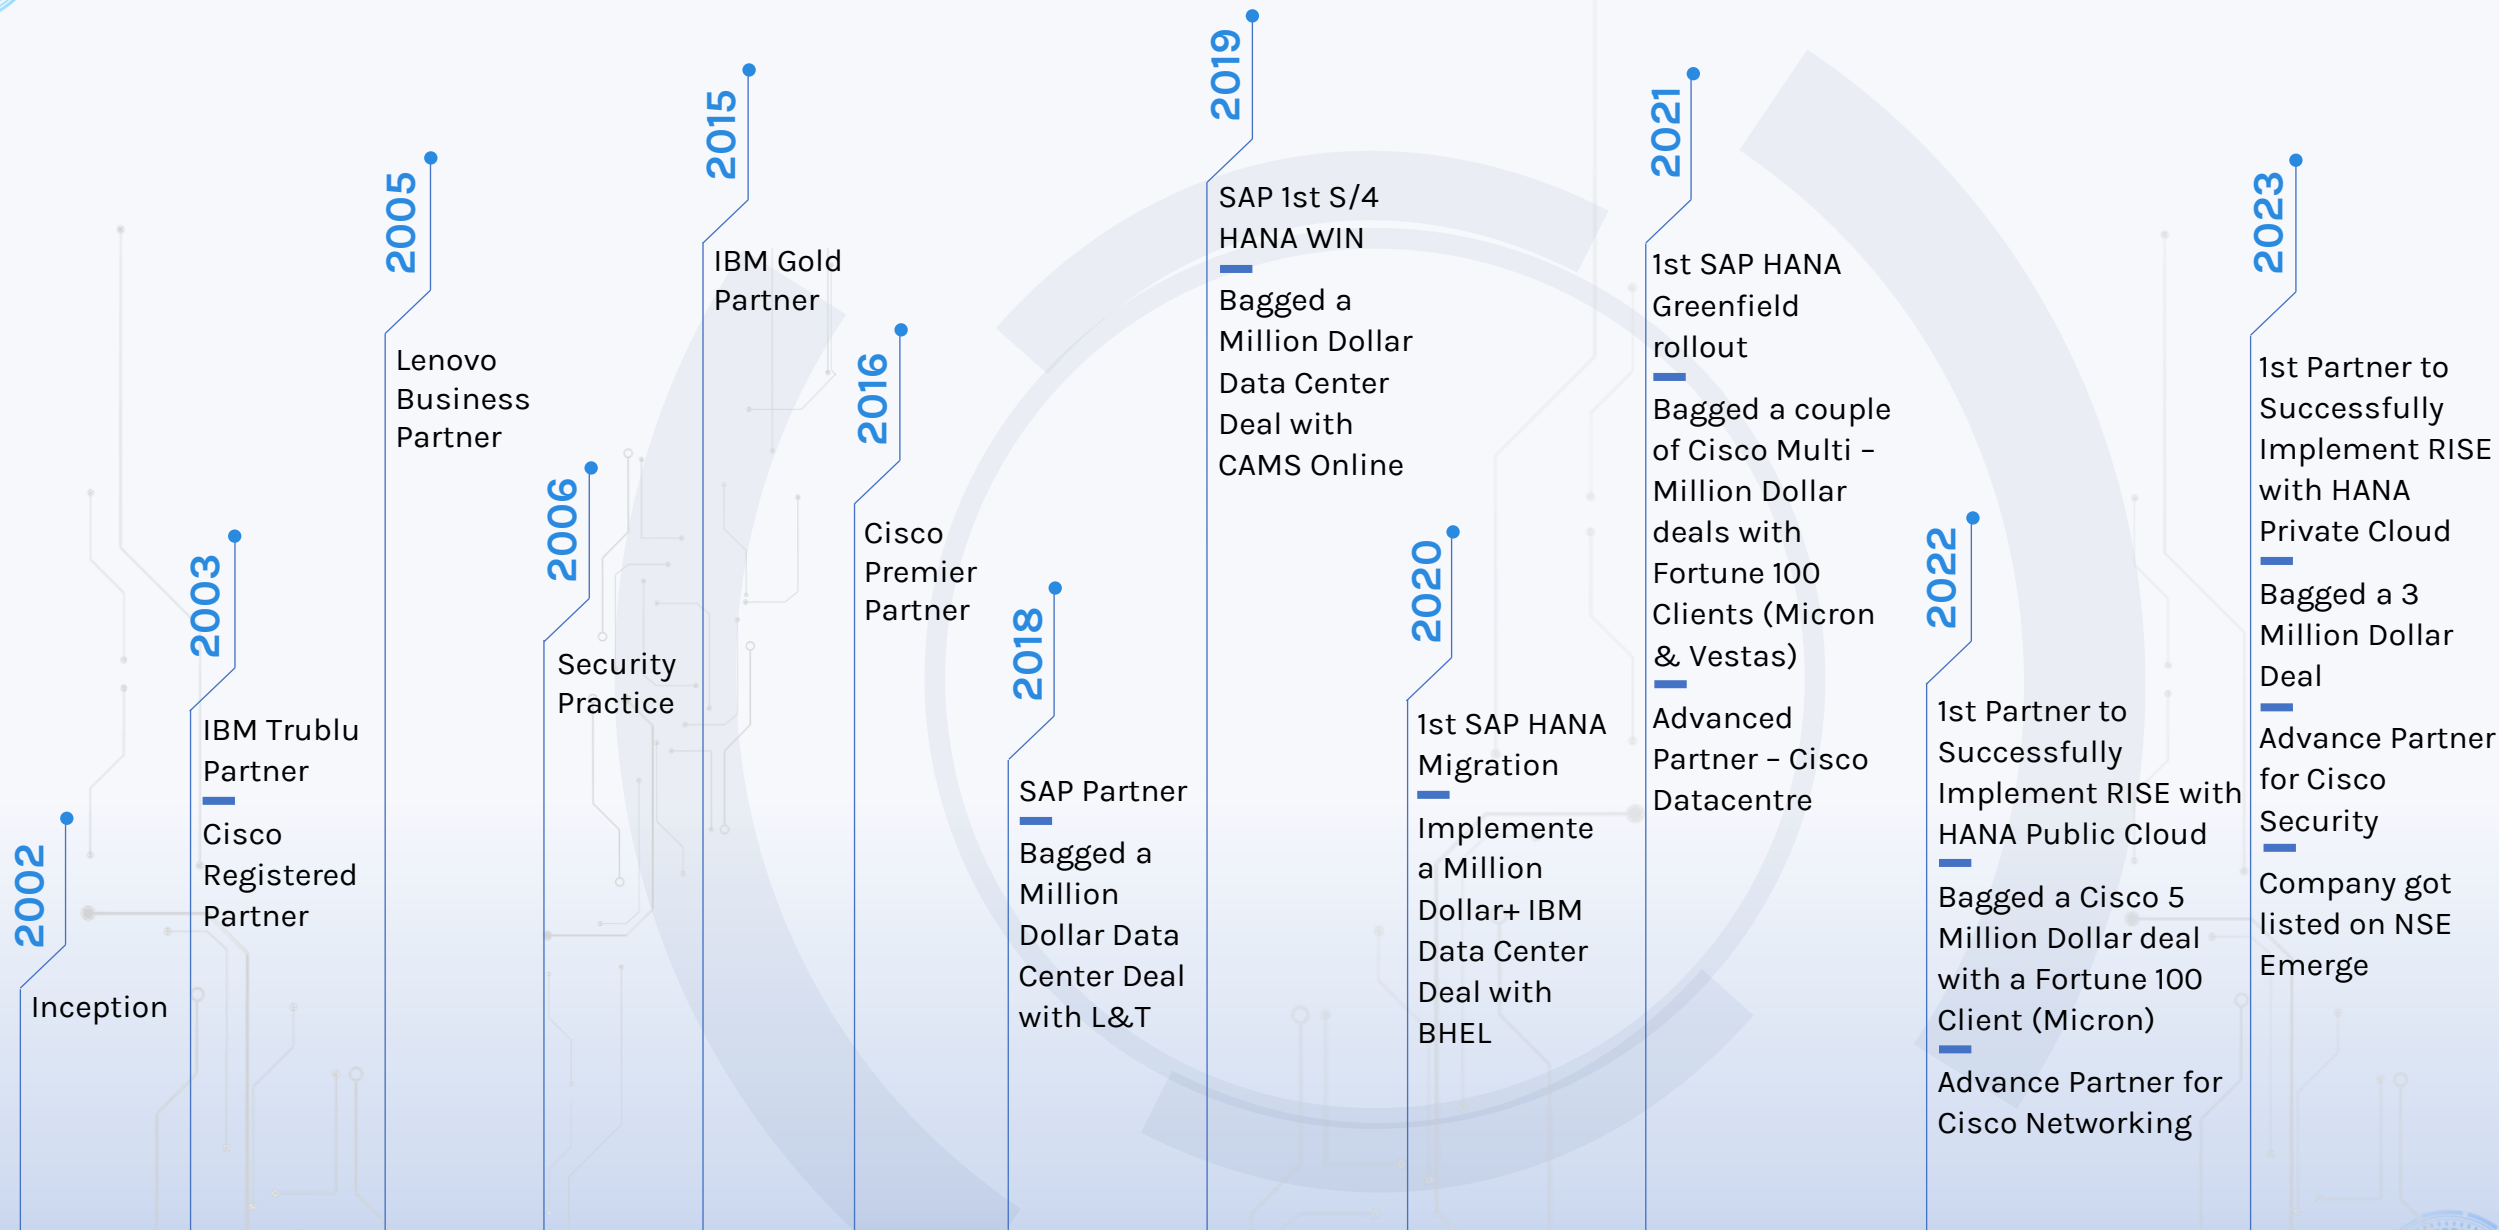 2002
Inception
2003
IBM Trublu
Partner
Cisco
Registered
Partner
2005
Lenovo
Business
Partner
2006
Security
Practice
2015
IBM Gold
Partner
2016
Cisco
Premier
Partner
2018
SAP Partner
Bagged a
Million
Dollar Data
Center Deal
with L&T
2019
SAP 1st S/4
HANA WIN
Bagged a
Million Dollar
Data Center
Deal with
CAMS Online
2020
1st SAP HANA
Migration
Implemente
a Million
Dollar+ IBM
Data Center
Deal with
BHEL
2021
1st SAP HANA
Greenfield
rollout
Bagged a couple
of Cisco Multi –
Million Dollar
deals with
Fortune 100
Clients (Micron
& Vestas)
Advanced
Partner – Cisco
Datacentre
2022
1st Partner to
Successfully
Implement RISE with
HANA Public Cloud
Bagged a Cisco 5
Million Dollar deal
with a Fortune 100
Client (Micron)
Advance Partner for
Cisco Networking
2023
1st Partner to
Successfully
Implement RISE
with HANA
Private Cloud
Bagged a 3
Million Dollar
Deal
Advance Partner
for Cisco
Security
Company got
listed on NSE
Emerge